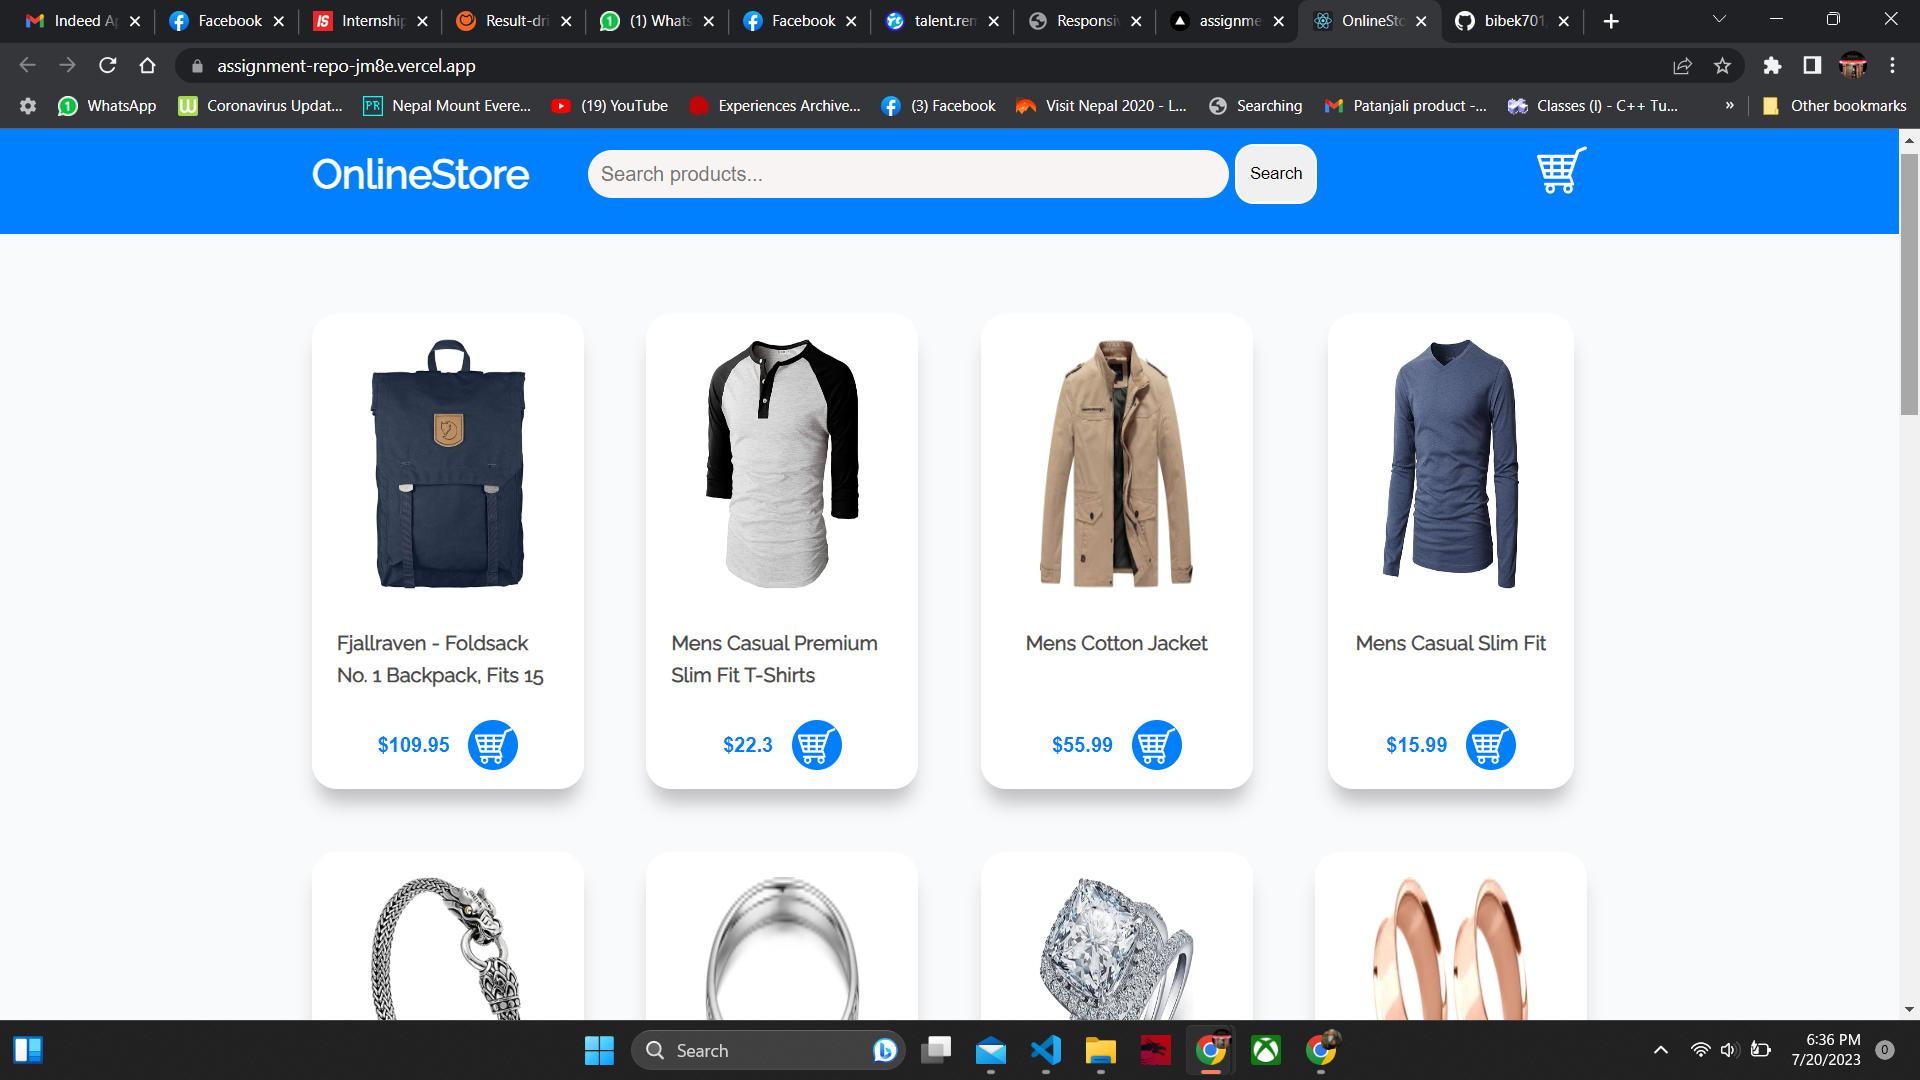 Indeed Ap
Facebook
Internship
Result-dri
(1) Whats
Facebook
talent.rem
Responsiv
assignme
OnlineSto
bibek701
assignment-repo-jm8e.vercel.app
WhatsApp
Coronavirus Updat...
Nepal Mount Evere...
(19) YouTube
Experiences Archive...
(3) Facebook
Visit Nepal 2020 - L...
Searching
Patanjali product -...
Classes (I) - C++ Tu...
»
Other bookmarks
OnlineStore
Search products...
Search
Fjallraven - Foldsack
No. 1 Backpack, Fits 15
$109.95
Mens Casual Premium
Slim Fit T-Shirts
$22.3
Mens Cotton Jacket
$55.99
Mens Casual Slim Fit
$15.99
Search
6:36 PM
7/20/2023
0